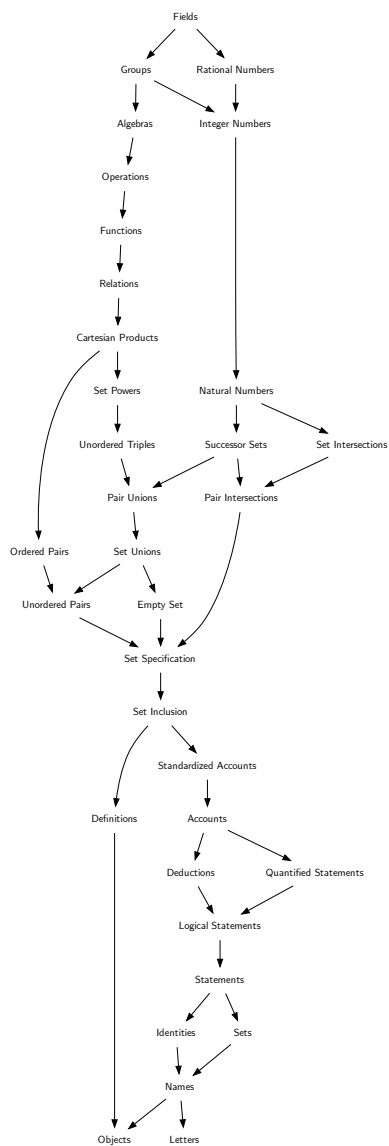 Fields
Groups
Rational Numbers
Algebras
Integer Numbers
Operations
Functions
Relations
Cartesian Products
Set Powers
Natural Numbers
Unordered Triples
Successor Sets
Set Intersections
Pair Unions
Pair Intersections
Ordered Pairs
Set Unions
Unordered Pairs
Empty Set
Set Specification
Set Inclusion
Standardized Accounts
Definitions
Accounts
Deductions
Quantified Statements
Logical Statements
Statements
Identities
Sets
Names
Objects
Letters